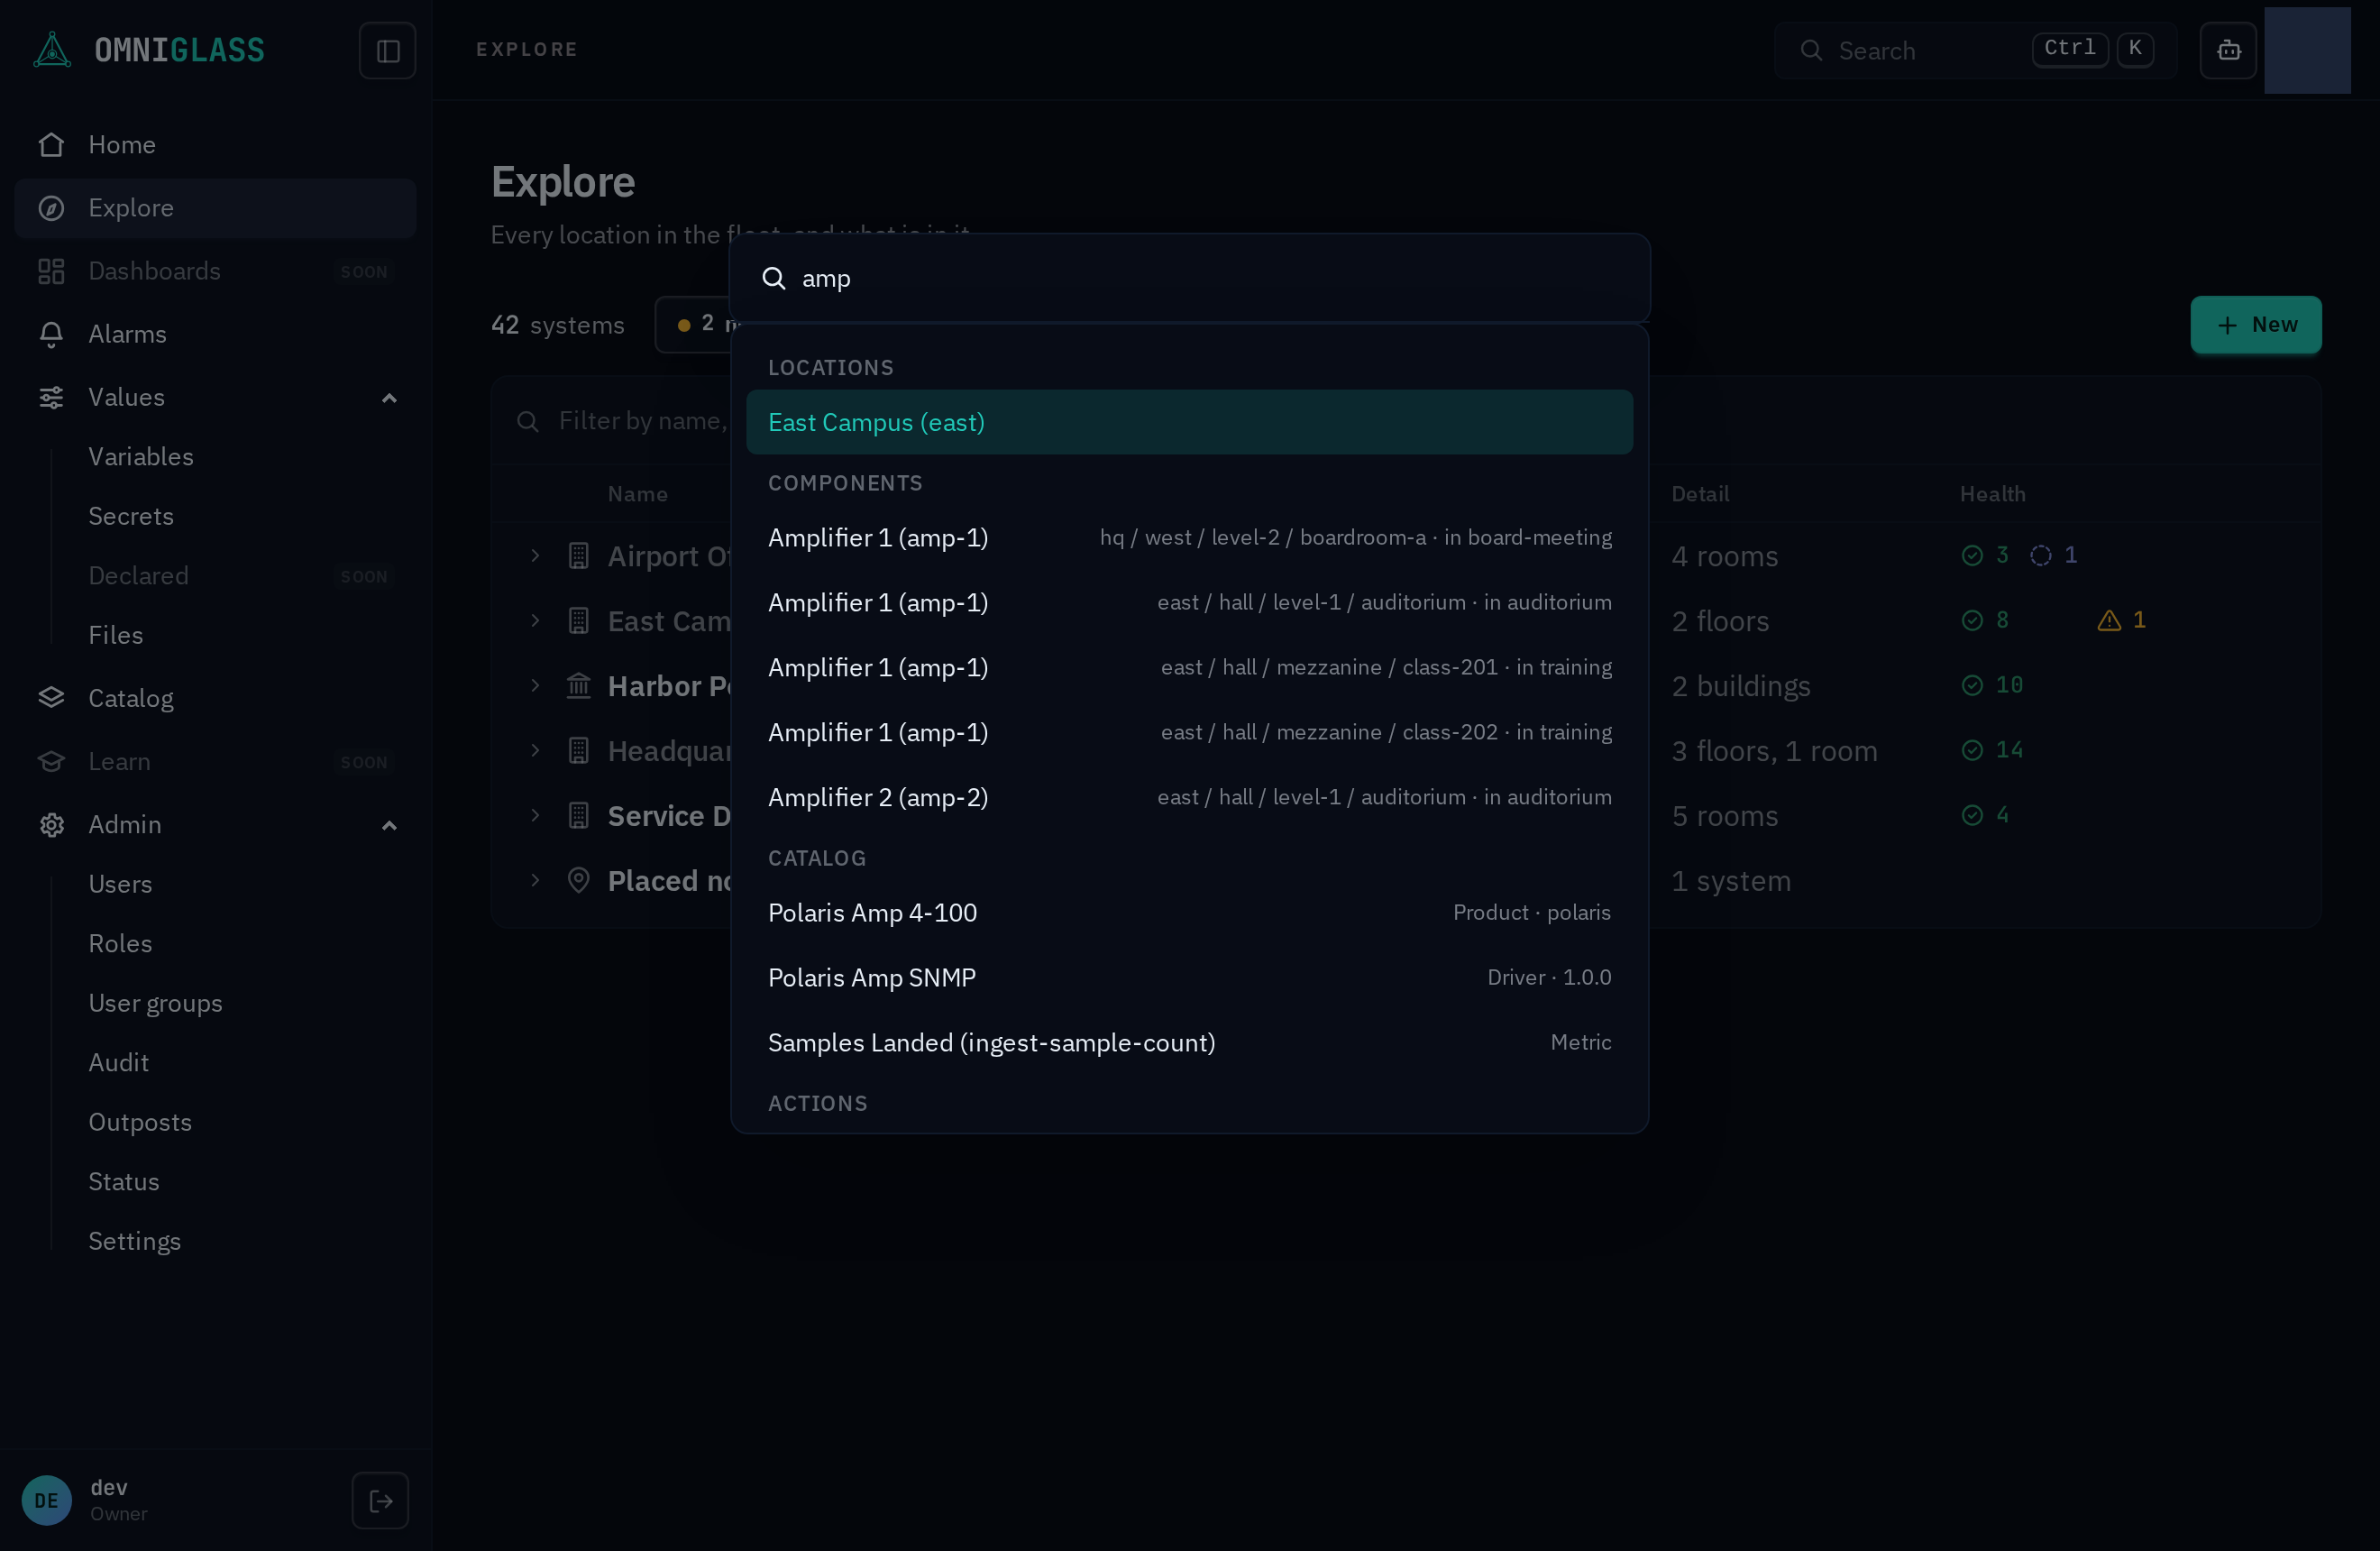 OMNIGLASS
Home
Explore
Dashboards SOON
Alarms
Values
Variables
Secrets
Declared SOON
Files
Catalog
Learn SOON
Admin
Users
Roles
User groups
Audit
Outposts
Status
Settings
DE dev
Owner
EXPLORE
Search Ctrl K
Explore
Every location in the fleet, and what is in it
42 systems 2
New
Filter by name,
Name Detail Health
Airport 4 rooms 3 1
East Cam 2 floors 8 1
Harbor 2 buildings 10
Headquar 3 floors, 1 room 14
Service D 5 rooms 4
Placed 1 system
amp
LOCATIONS
East Campus (east)
COMPONENTS
Amplifier 1 (amp-1) hq / west / level-2 / boardroom-a · in board-meeting
Amplifier 1 (amp-1) east / hall / level-1 / auditorium · in auditorium
Amplifier 1 (amp-1) east / hall / mezzanine / class-201 · in training
Amplifier 1 (amp-1) east / hall / mezzanine / class-202 · in training
Amplifier 2 (amp-2) east / hall / level-1 / auditorium · in auditorium
CATALOG
Polaris Amp 4-100 Product · polaris
Polaris Amp SNMP Driver · 1.0.0
Samples Landed (ingest-sample-count) Metric
ACTIONS